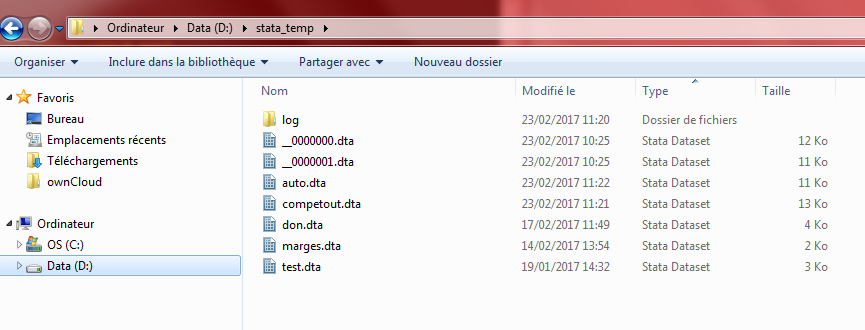 Ordinateur Data (D:) stata_temp
Organiser Inclure dans la bibliothèque Partager avec Nouveau dossier
Favoris
Bureau
Emplacements récents
Téléchargements
ownCloud
Ordinateur
OS (C:)
Data (D:)
Nom Modifié le Type Taille
log 23/02/2017 11:20 Dossier de fichiers
__0000000.dta 23/02/2017 10:25 Stata Dataset 12 Ko
__0000001.dta 23/02/2017 10:25 Stata Dataset 11 Ko
auto.dta 23/02/2017 11:22 Stata Dataset 11 Ko
competout.dta 23/02/2017 11:21 Stata Dataset 13 Ko
don.dta 17/02/2017 11:49 Stata Dataset 4 Ko
marges.dta 14/02/2017 13:54 Stata Dataset 2 Ko
test.dta 19/01/2017 14:32 Stata Dataset 3 Ko